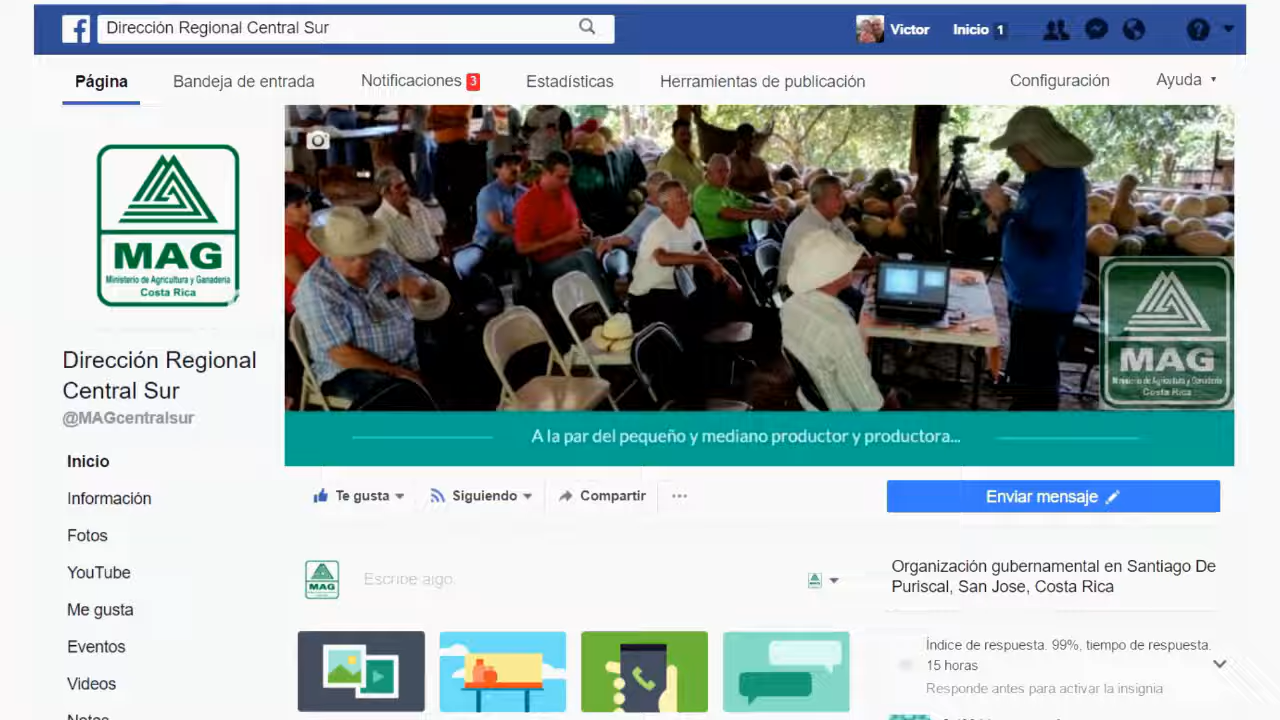 Dirección Regional Central Sur
Victor
Inicio 1
?
Página
Bandeja de entrada
Notificaciones 3
Estadísticas
Herramientas de publicación
Configuración
Ayuda
MAG
Ministerio de Agricultura y Ganadería
Costa Rica
MAG
Ministerio de Agricultura y Ganadería
Costa Rica
Dirección Regional
Central Sur
@MAGcentralsur
A la par del pequeño y mediano productor y productora...
Inicio
Información
Fotos
YouTube
Me gusta
Eventos
Videos
Notas
Te gusta
Siguiendo
Compartir
...
Enviar mensaje
MAG
Escribe algo.
Organización gubernamental en Santiago De
Puriscal, San Jose, Costa Rica
Índice de respuesta. 99%, tiempo de respuesta.
15 horas
Responde antes para activar la insignia